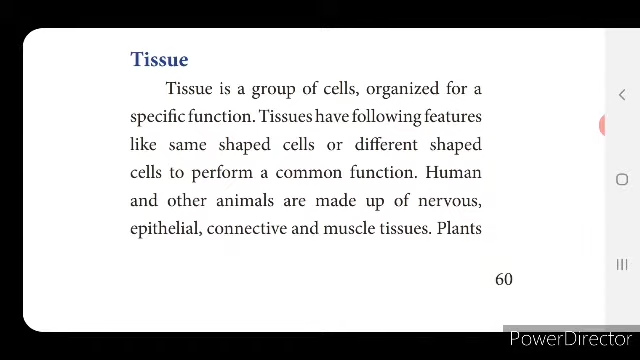 Tissue
Tissue is a group of cells, organized for a
specific function. Tissues have following features
like same shaped cells or different shaped
cells to perform a common function. Human
and other animals are made up of nervous,
epithelial, connective and muscle tissues. Plants
60
PowerDirector